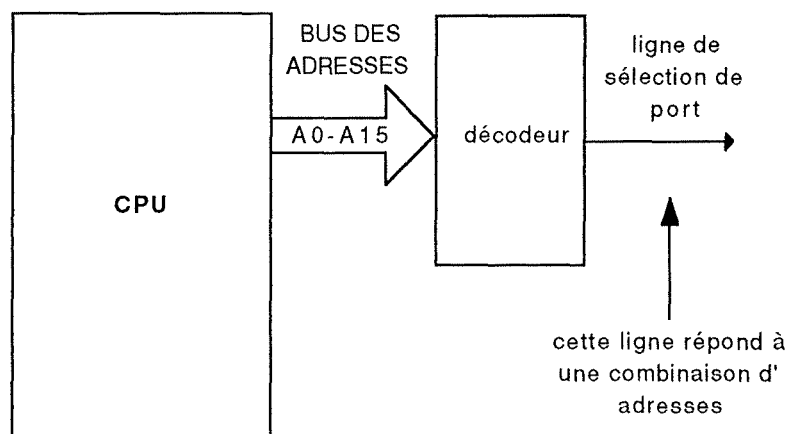 BUS DES
ADRESSES
A0-A15
CPU
décodeur
ligne de
sélection de
port
cette ligne répond à
une combinaison d'
adresses